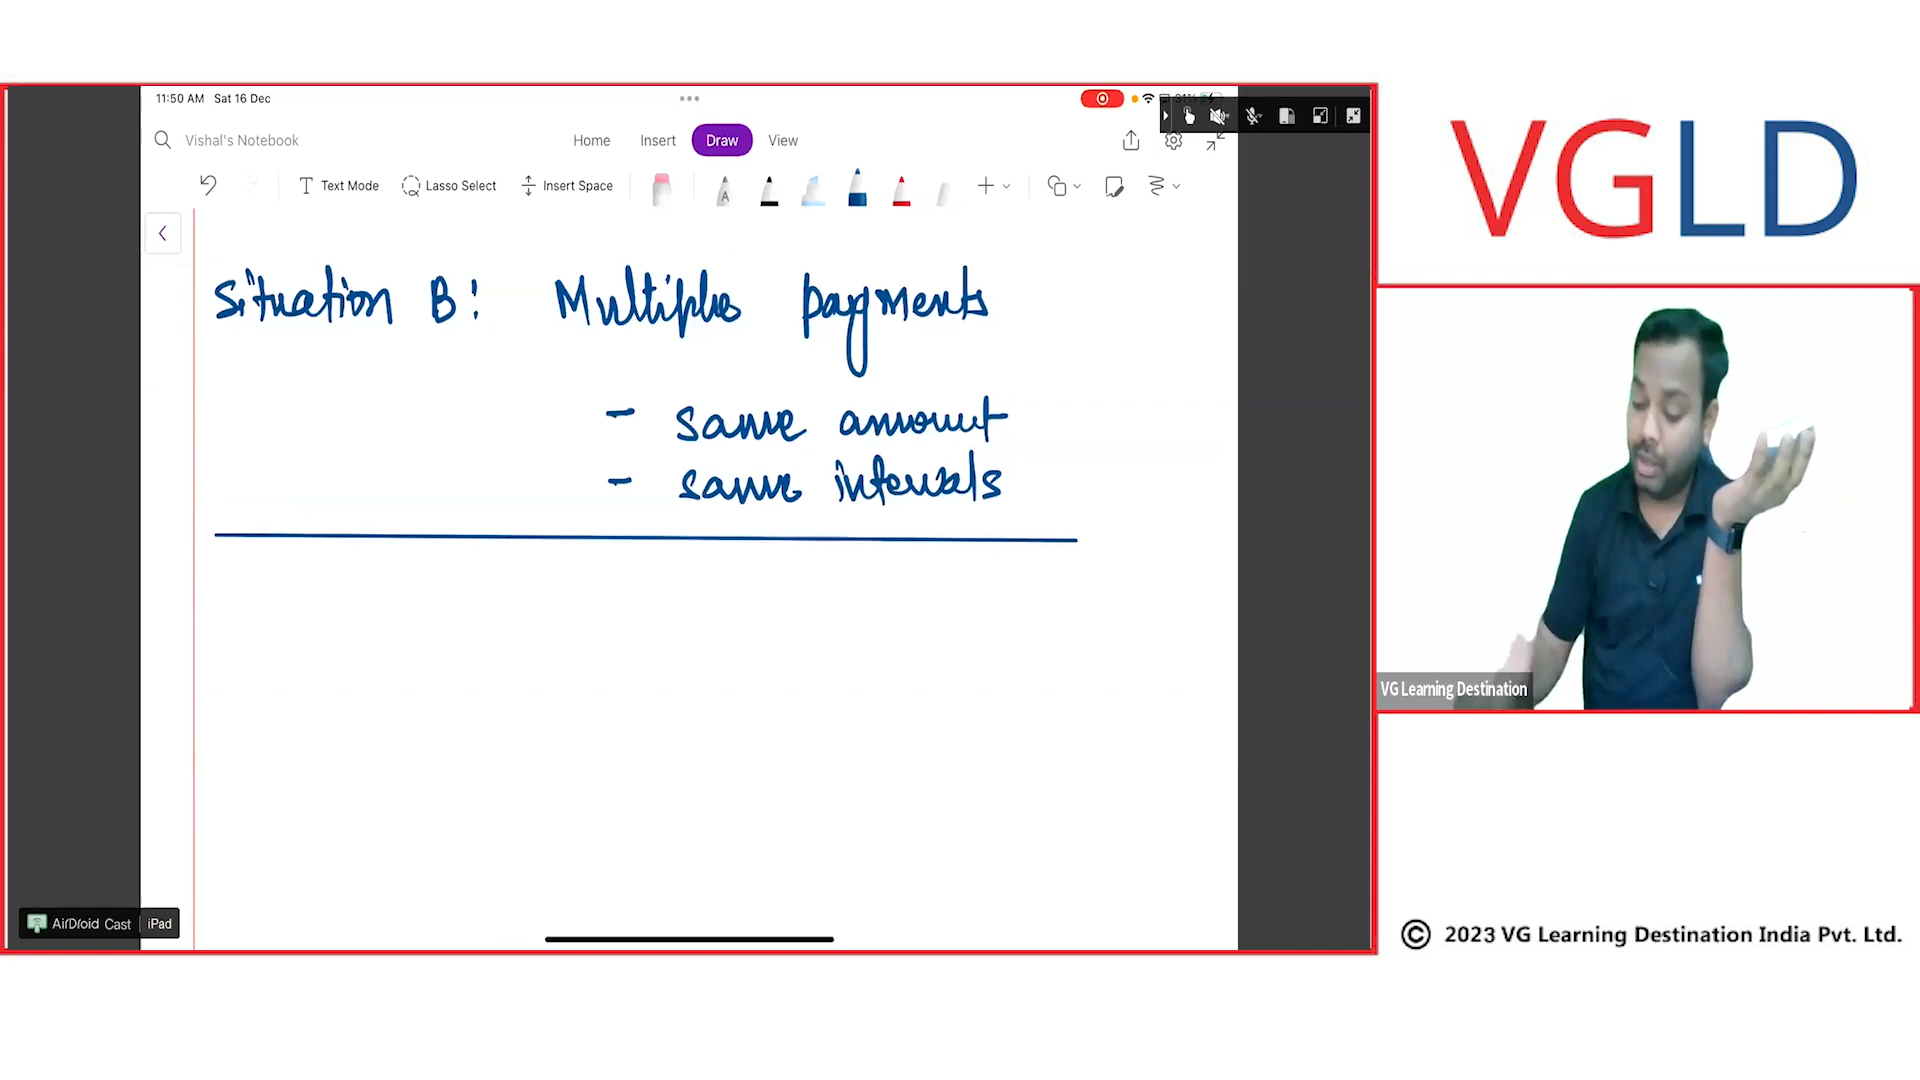 11:50 AM Sat 16 Dec
31%
Vishal's Notebook
Home Insert Draw View
Text Mode Lasso Select Insert Space
Situation B: Multiple payments
- same amount
- same intervals
VGLD
VG Learning Destination
AirDroid Cast iPad
© 2023 VG Learning Destination India Pvt. Ltd.